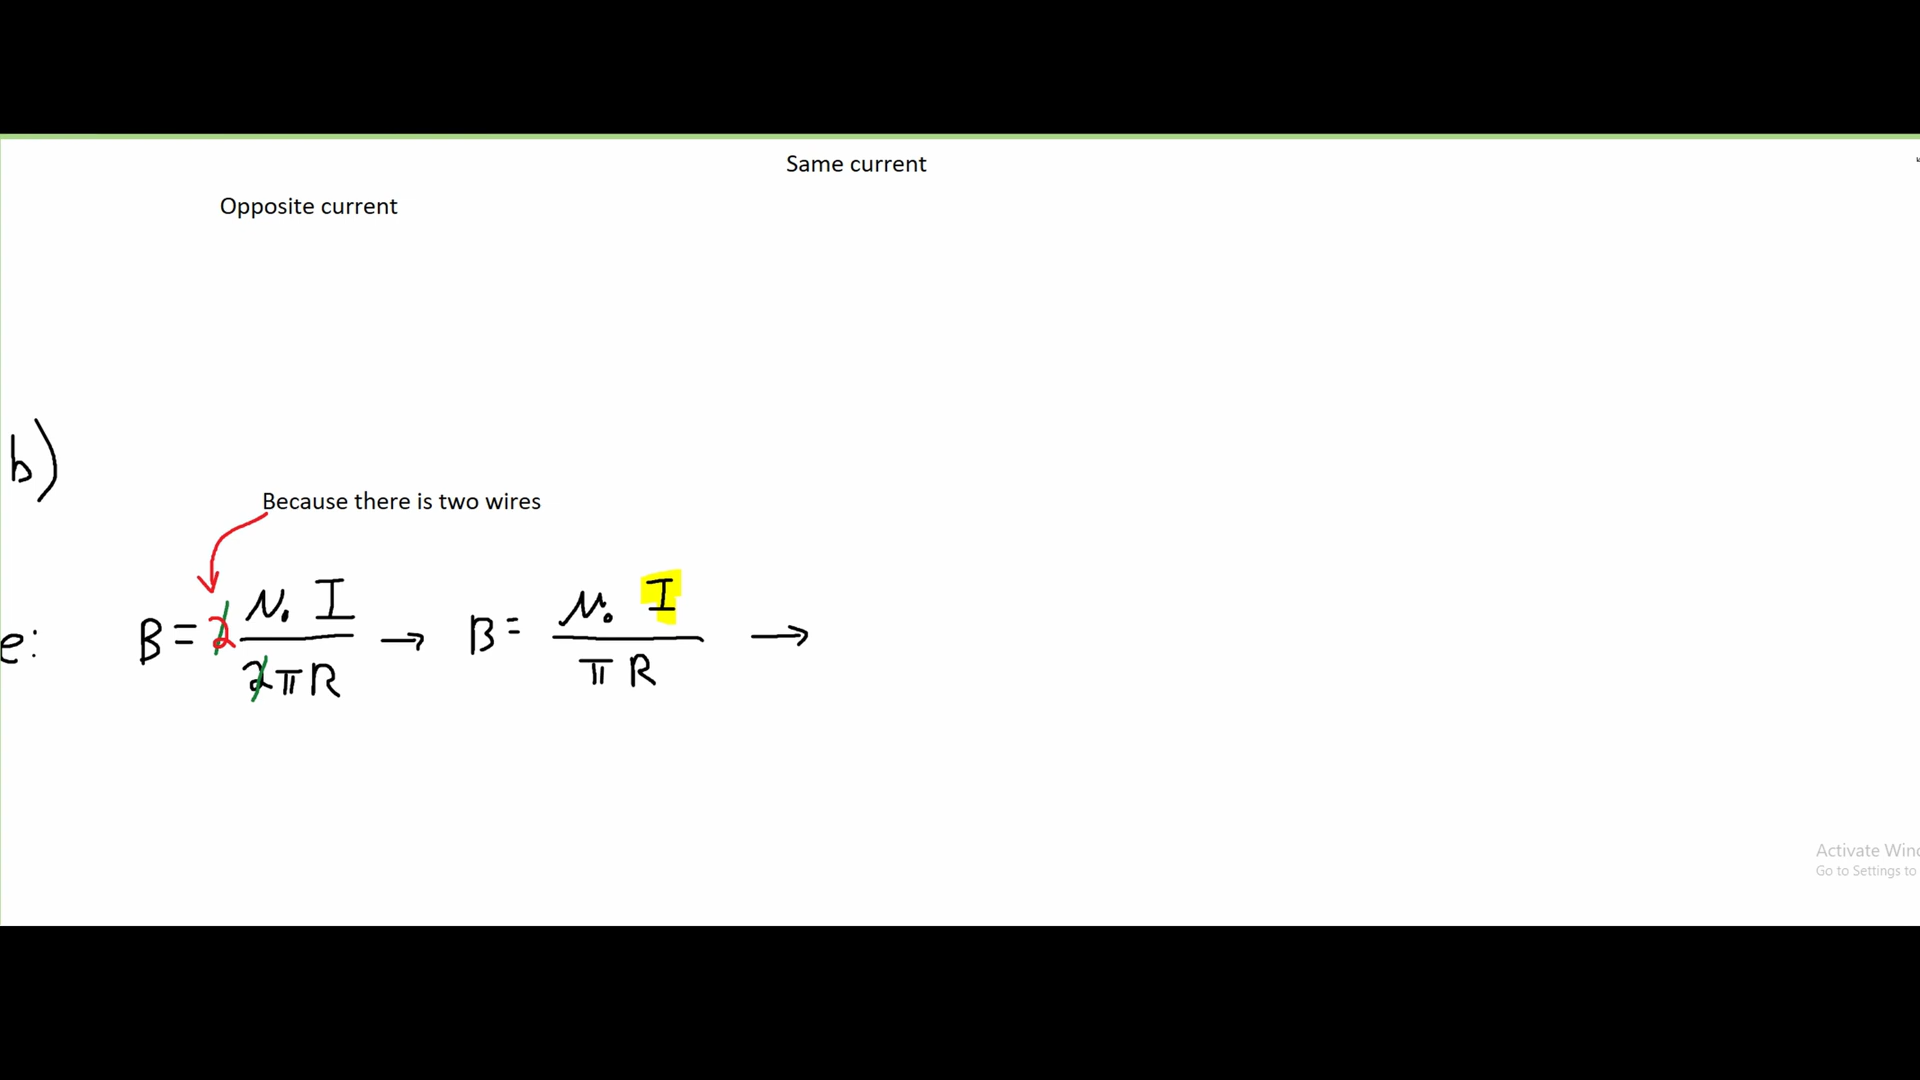 Same current
Opposite current
b)
Because there is two wires
e: B = 2 μ₀ I / 2πR → B = μ₀ I / πR →
Activate Win
Go to Settings to